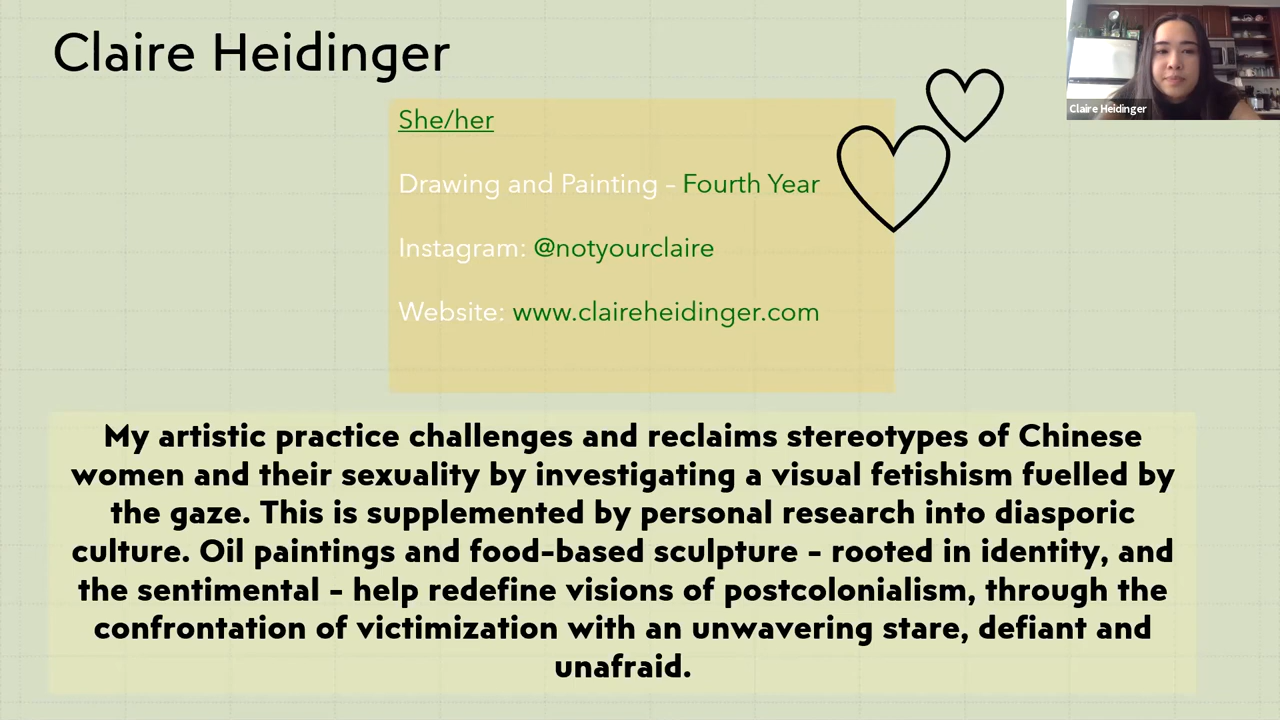 Claire Heidinger
She/her
Drawing and Painting – Fourth Year
Instagram: @notyourclaire
Website: www.claireheidinger.com
Claire Heidinger
My artistic practice challenges and reclaims stereotypes of Chinese
women and their sexuality by investigating a visual fetishism fuelled by
the gaze. This is supplemented by personal research into diasporic
culture. Oil paintings and food-based sculpture – rooted in identity, and
the sentimental – help redefine visions of postcolonialism, through the
confrontation of victimization with an unwavering stare, defiant and
unafraid.